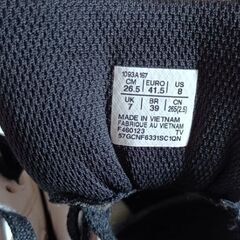 1093A167
CM EURO US
26.5 41.5 8
UK BR CN
7 39 265(2.5)
MADE IN VIETNAM
FABRIQUE AU VIETNAM
F460123 TV
57GCNF6331SC1QN